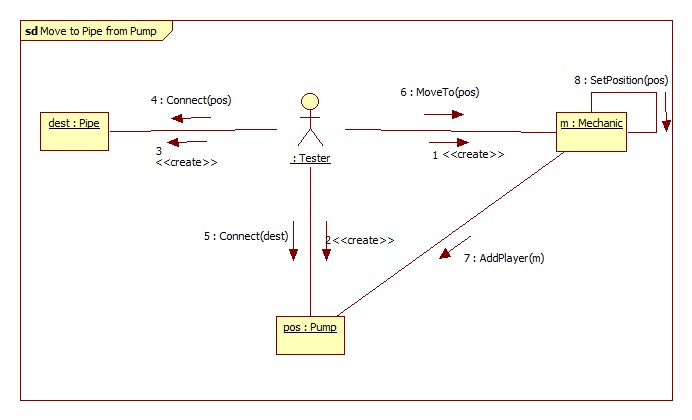 sd Move to Pipe from Pump
8 : SetPosition(pos)
6 : MoveTo(pos)
4 : Connect(pos)
dest : Pipe
m : Mechanic
3
<<create>>
: Tester
1 <<create>>
5 : Connect(dest)
2<<create>>
7 : AddPlayer(m)
pos : Pump